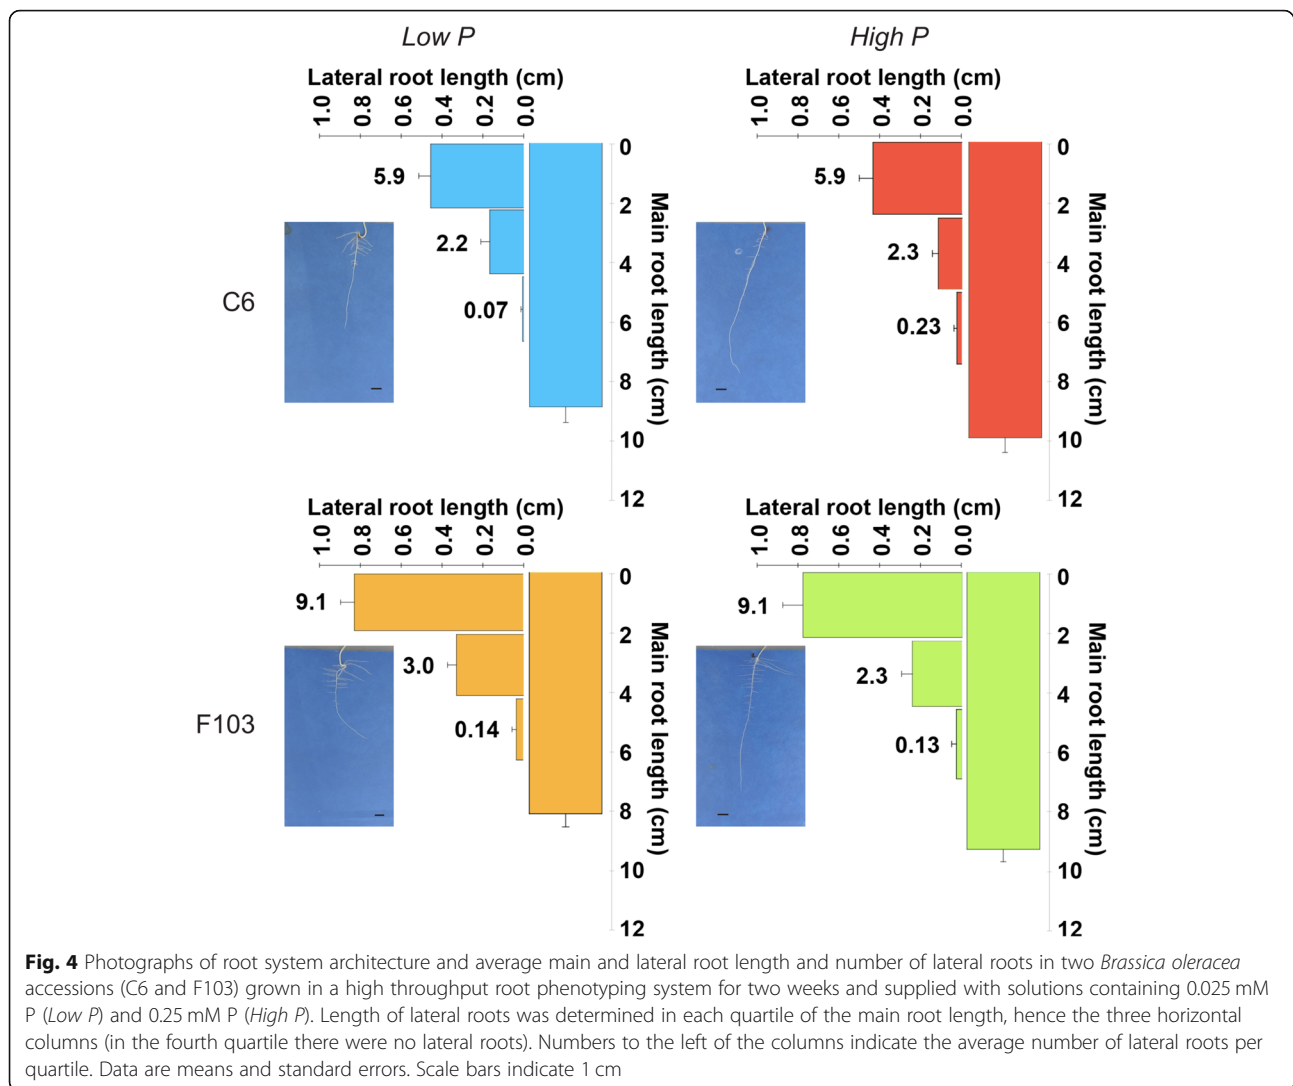 Low P
High P
Lateral root length (cm)
1.0 0.8 0.6 0.4 0.2 0.0
0
2
4
6
8
10
12
Main root length (cm)
5.9
2.2
0.07
C6
Lateral root length (cm)
1.0 0.8 0.6 0.4 0.2 0.0
0
2
4
6
8
10
12
Main root length (cm)
5.9
2.3
0.23
Lateral root length (cm)
1.0 0.8 0.6 0.4 0.2 0.0
0
2
4
6
8
10
12
Main root length (cm)
9.1
3.0
0.14
F103
Lateral root length (cm)
1.0 0.8 0.6 0.4 0.2 0.0
0
2
4
6
8
10
12
Main root length (cm)
9.1
2.3
0.13
Fig. 4 Photographs of root system architecture and average main and lateral root length and number of lateral roots in two Brassica oleracea
accessions (C6 and F103) grown in a high throughput root phenotyping system for two weeks and supplied with solutions containing 0.025 mM
P (Low P) and 0.25 mM P (High P). Length of lateral roots was determined in each quartile of the main root length, hence the three horizontal
columns (in the fourth quartile there were no lateral roots). Numbers to the left of the columns indicate the average number of lateral roots per
quartile. Data are means and standard errors. Scale bars indicate 1 cm